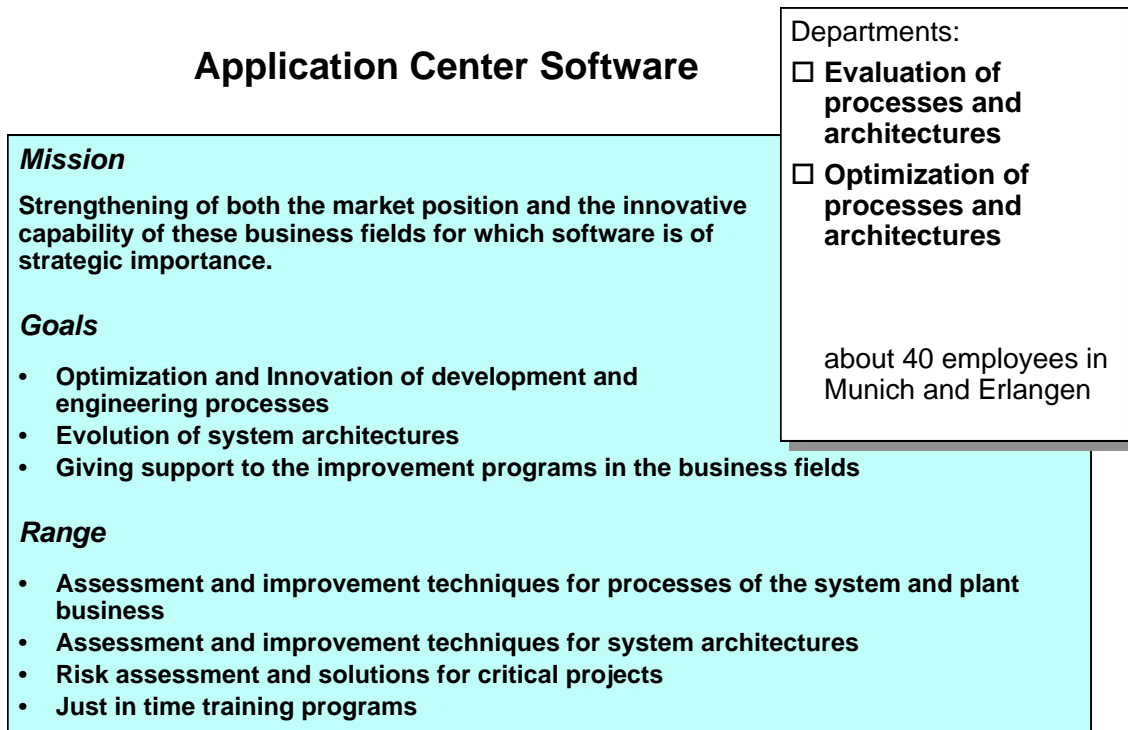 Application Center Software
Departments:
□ Evaluation of
processes and
architectures
□ Optimization of
processes and
architectures
about 40 employees in
Munich and Erlangen
Mission
Strengthening of both the market position and the innovative
capability of these business fields for which software is of
strategic importance.
Goals
• Optimization and Innovation of development and
engineering processes
• Evolution of system architectures
• Giving support to the improvement programs in the business fields
Range
• Assessment and improvement techniques for processes of the system and plant
business
• Assessment and improvement techniques for system architectures
• Risk assessment and solutions for critical projects
• Just in time training programs